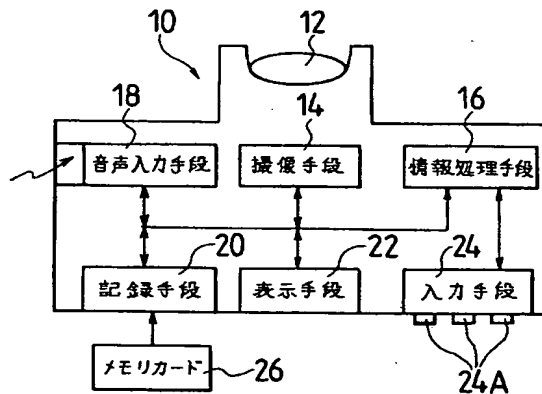 10
12
18
14
16
音声入力手段
撮像手段
情報処理手段
20
22
24
記録手段
表示手段
入力手段
メモリカード
26
24A